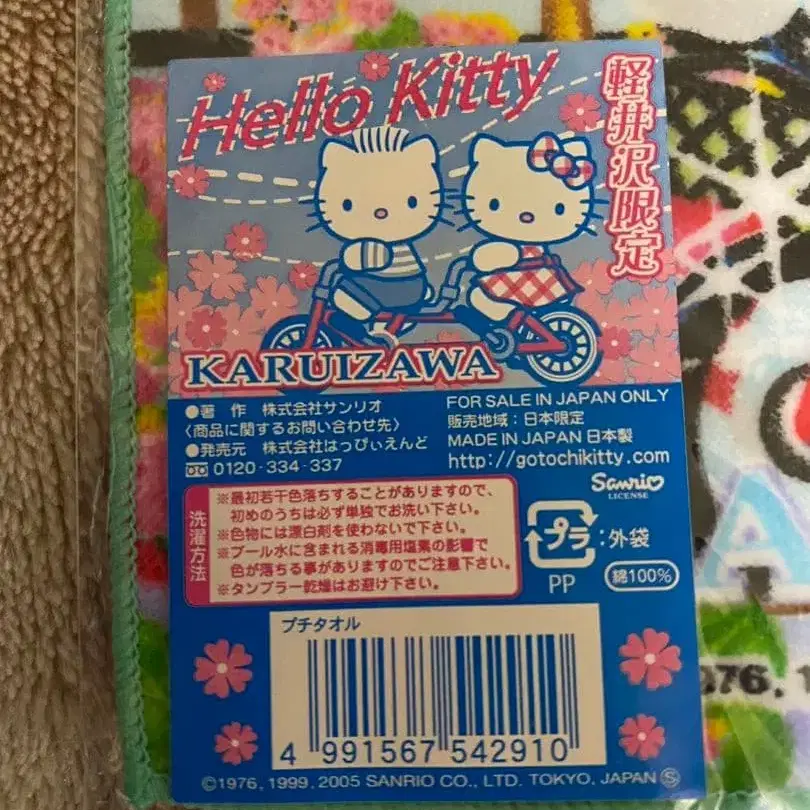 Hello Kitty
軽井沢限定
KARUIZAWA
●著 作 株式会社サンリオ
〈商品に関するお問い合わせ先〉
●発売元 株式会社はっぴぃえんど
0120-334-337
FOR SALE IN JAPAN ONLY
販売地域：日本限定
MADE IN JAPAN 日本製
http://gotochikitty.com
Sanrio
LICENSE
洗濯方法
※最初若干色落ちすることがありますので、
初めのうちは必ず単独でお洗い下さい。
※色物には漂白剤を使わないで下さい。
※プール水に含まれる消毒用塩素の影響で
色が落ちる事がありますのでご注意下さい。
※タンブラー乾燥はお避け下さい。
プラ
：外袋
PP
綿100%
プチタオル
4 991567 542910
©1976, 1999, 2005 SANRIO CO., LTD. TOKYO, JAPAN Ⓢ